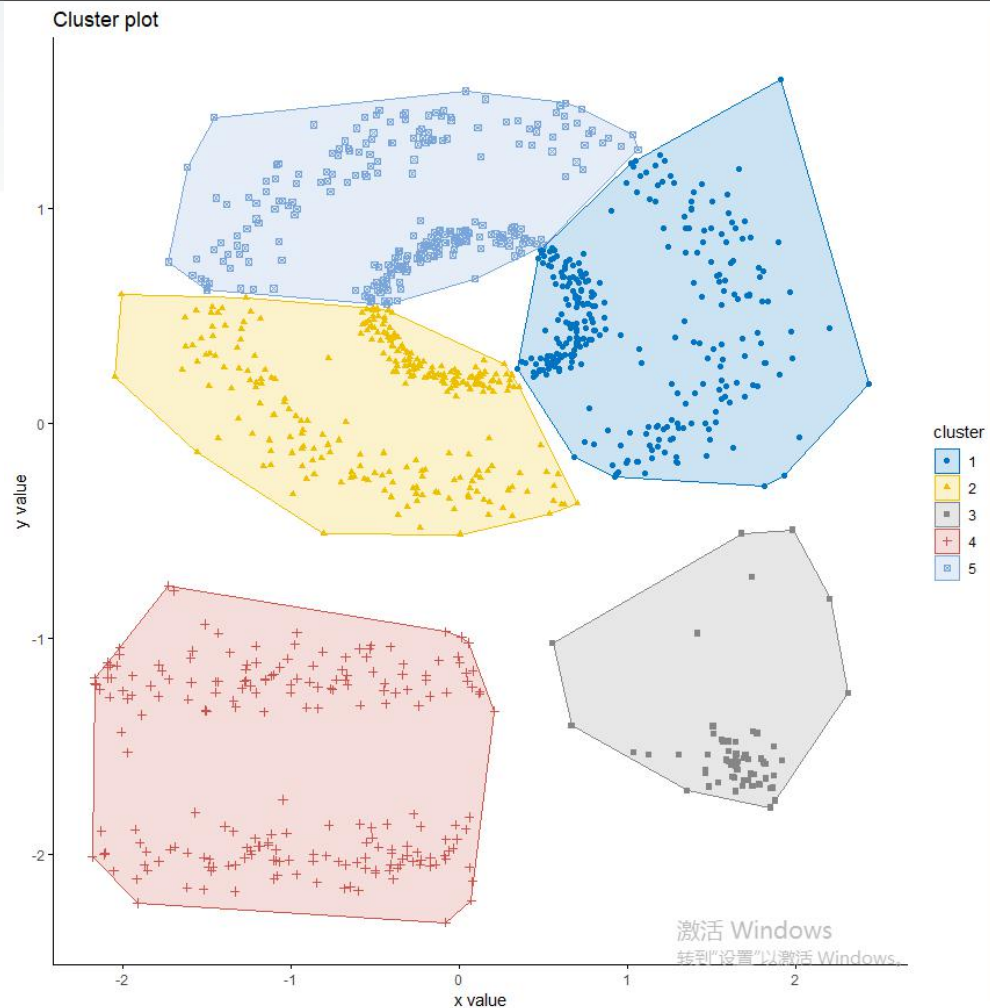 Cluster plot
1
0
-1
-2
y value
-2
-1
0
1
2
x value
cluster
1
2
3
4
5
激活 Windows
转到"设置"以激活 Windows。